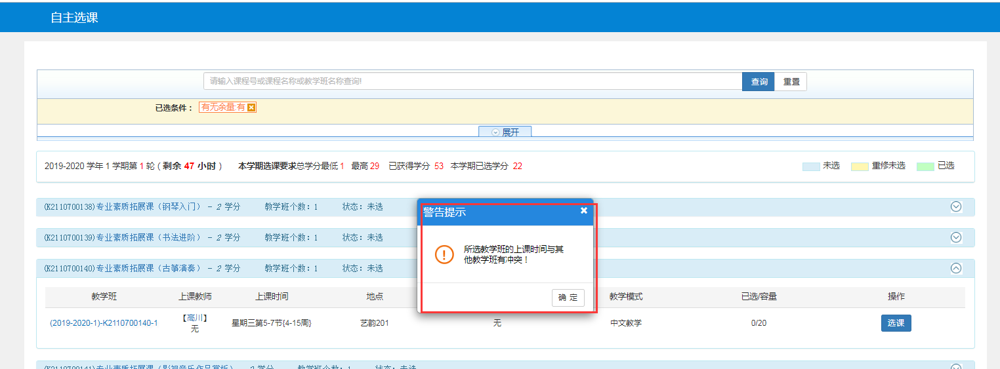 自主选课
请输入课程号或课程名称或教学班名称查询!
查询
重置
已选条件： 有无余量:有
展开
2019-2020 学年 1 学期第 1 轮 ( 剩余 47 小时 ) 本学期选课要求总学分最低 1 最高 29 已获得学分 53 本学期已选学分 22
未选 重修未选 已选
(K2110700138)专业素质拓展课（钢琴入门） - 2 学分 教学班个数：1 状态：未选
(K2110700139)专业素质拓展课（书法进阶） - 2 学分 教学班个数：1 状态：未选
(K2110700140)专业素质拓展课（古筝演奏） - 2 学分 教学班个数：1 状态：未选
警告提示
所选教学班的上课时间与其
他教学班有冲突！
确 定
教学班 上课教师 上课时间 地点 教学模式 已选/容量 操作
(2019-2020-1)-K2110700140-1 【高川】
无
星期三第5-7节{4-15周} 艺韵201 无 中文教学 0/20 选课
(K2110700141)专业素质拓展课（影视音乐作品赏析） - 2 学分 教学班个数：1 状态：未选